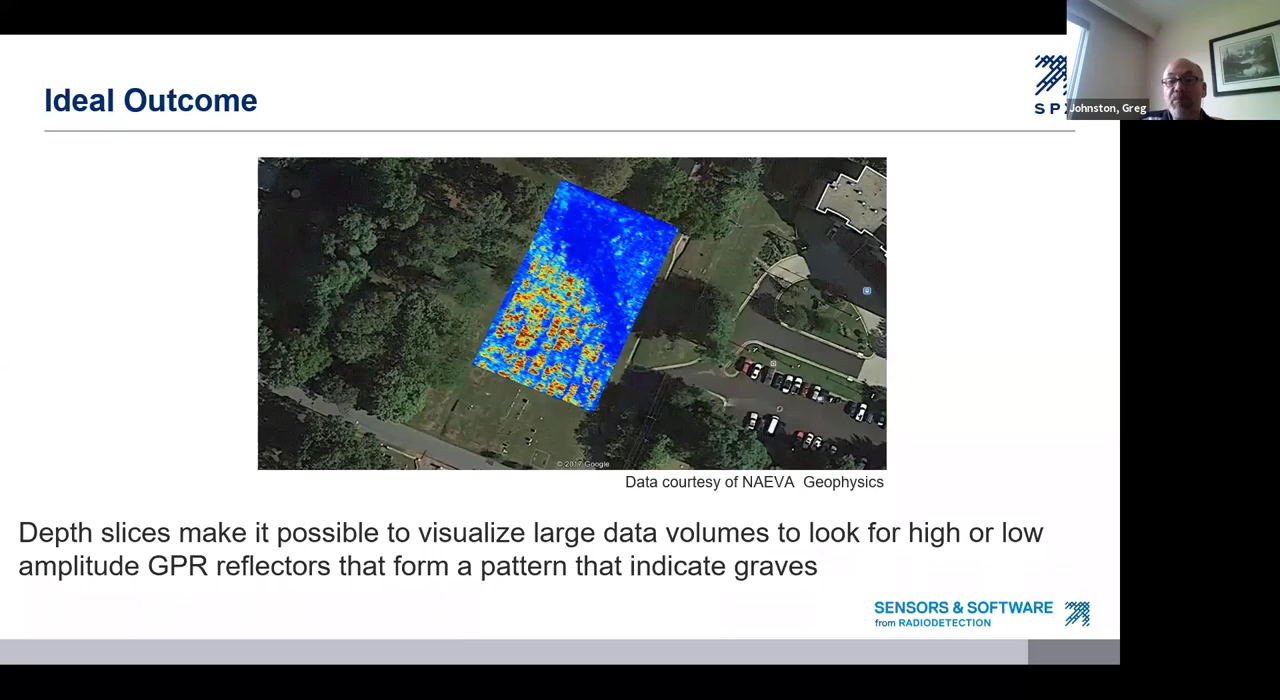 Ideal Outcome
SP
Johnston, Greg
© 2017 Google
Data courtesy of NAEVA Geophysics
Depth slices make it possible to visualize large data volumes to look for high or low
amplitude GPR reflectors that form a pattern that indicate graves
SENSORS & SOFTWARE
from RADIODETECTION